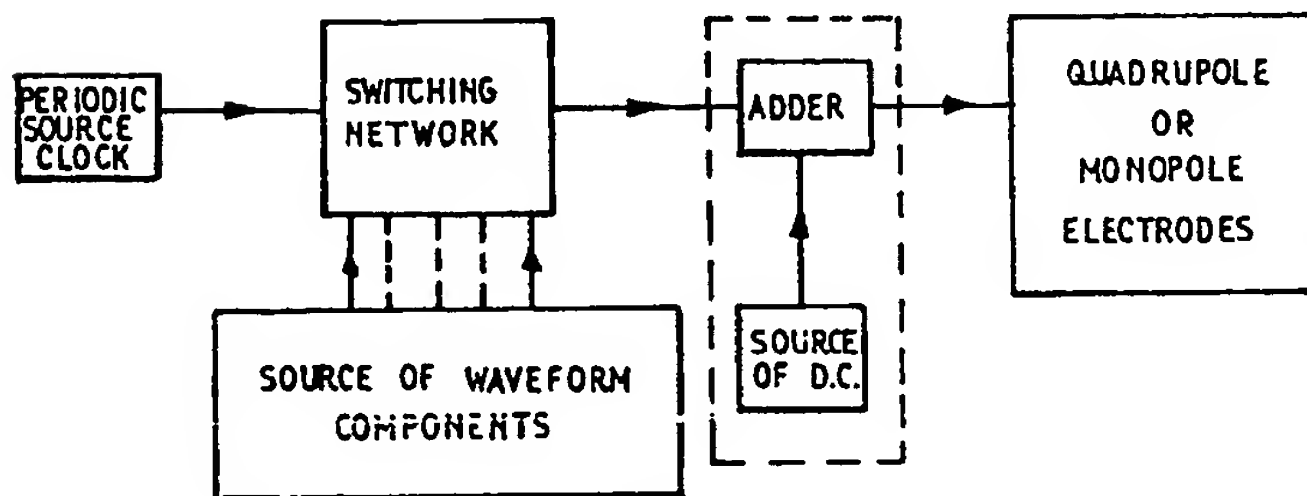 PERIODIC
SOURCE
CLOCK
SWITCHING
NETWORK
ADDER
QUADRUPOLE
OR
MONOPOLE
ELECTRODES
SOURCE OF WAVEFORM
COMPONENTS
SOURCE
OF D.C.